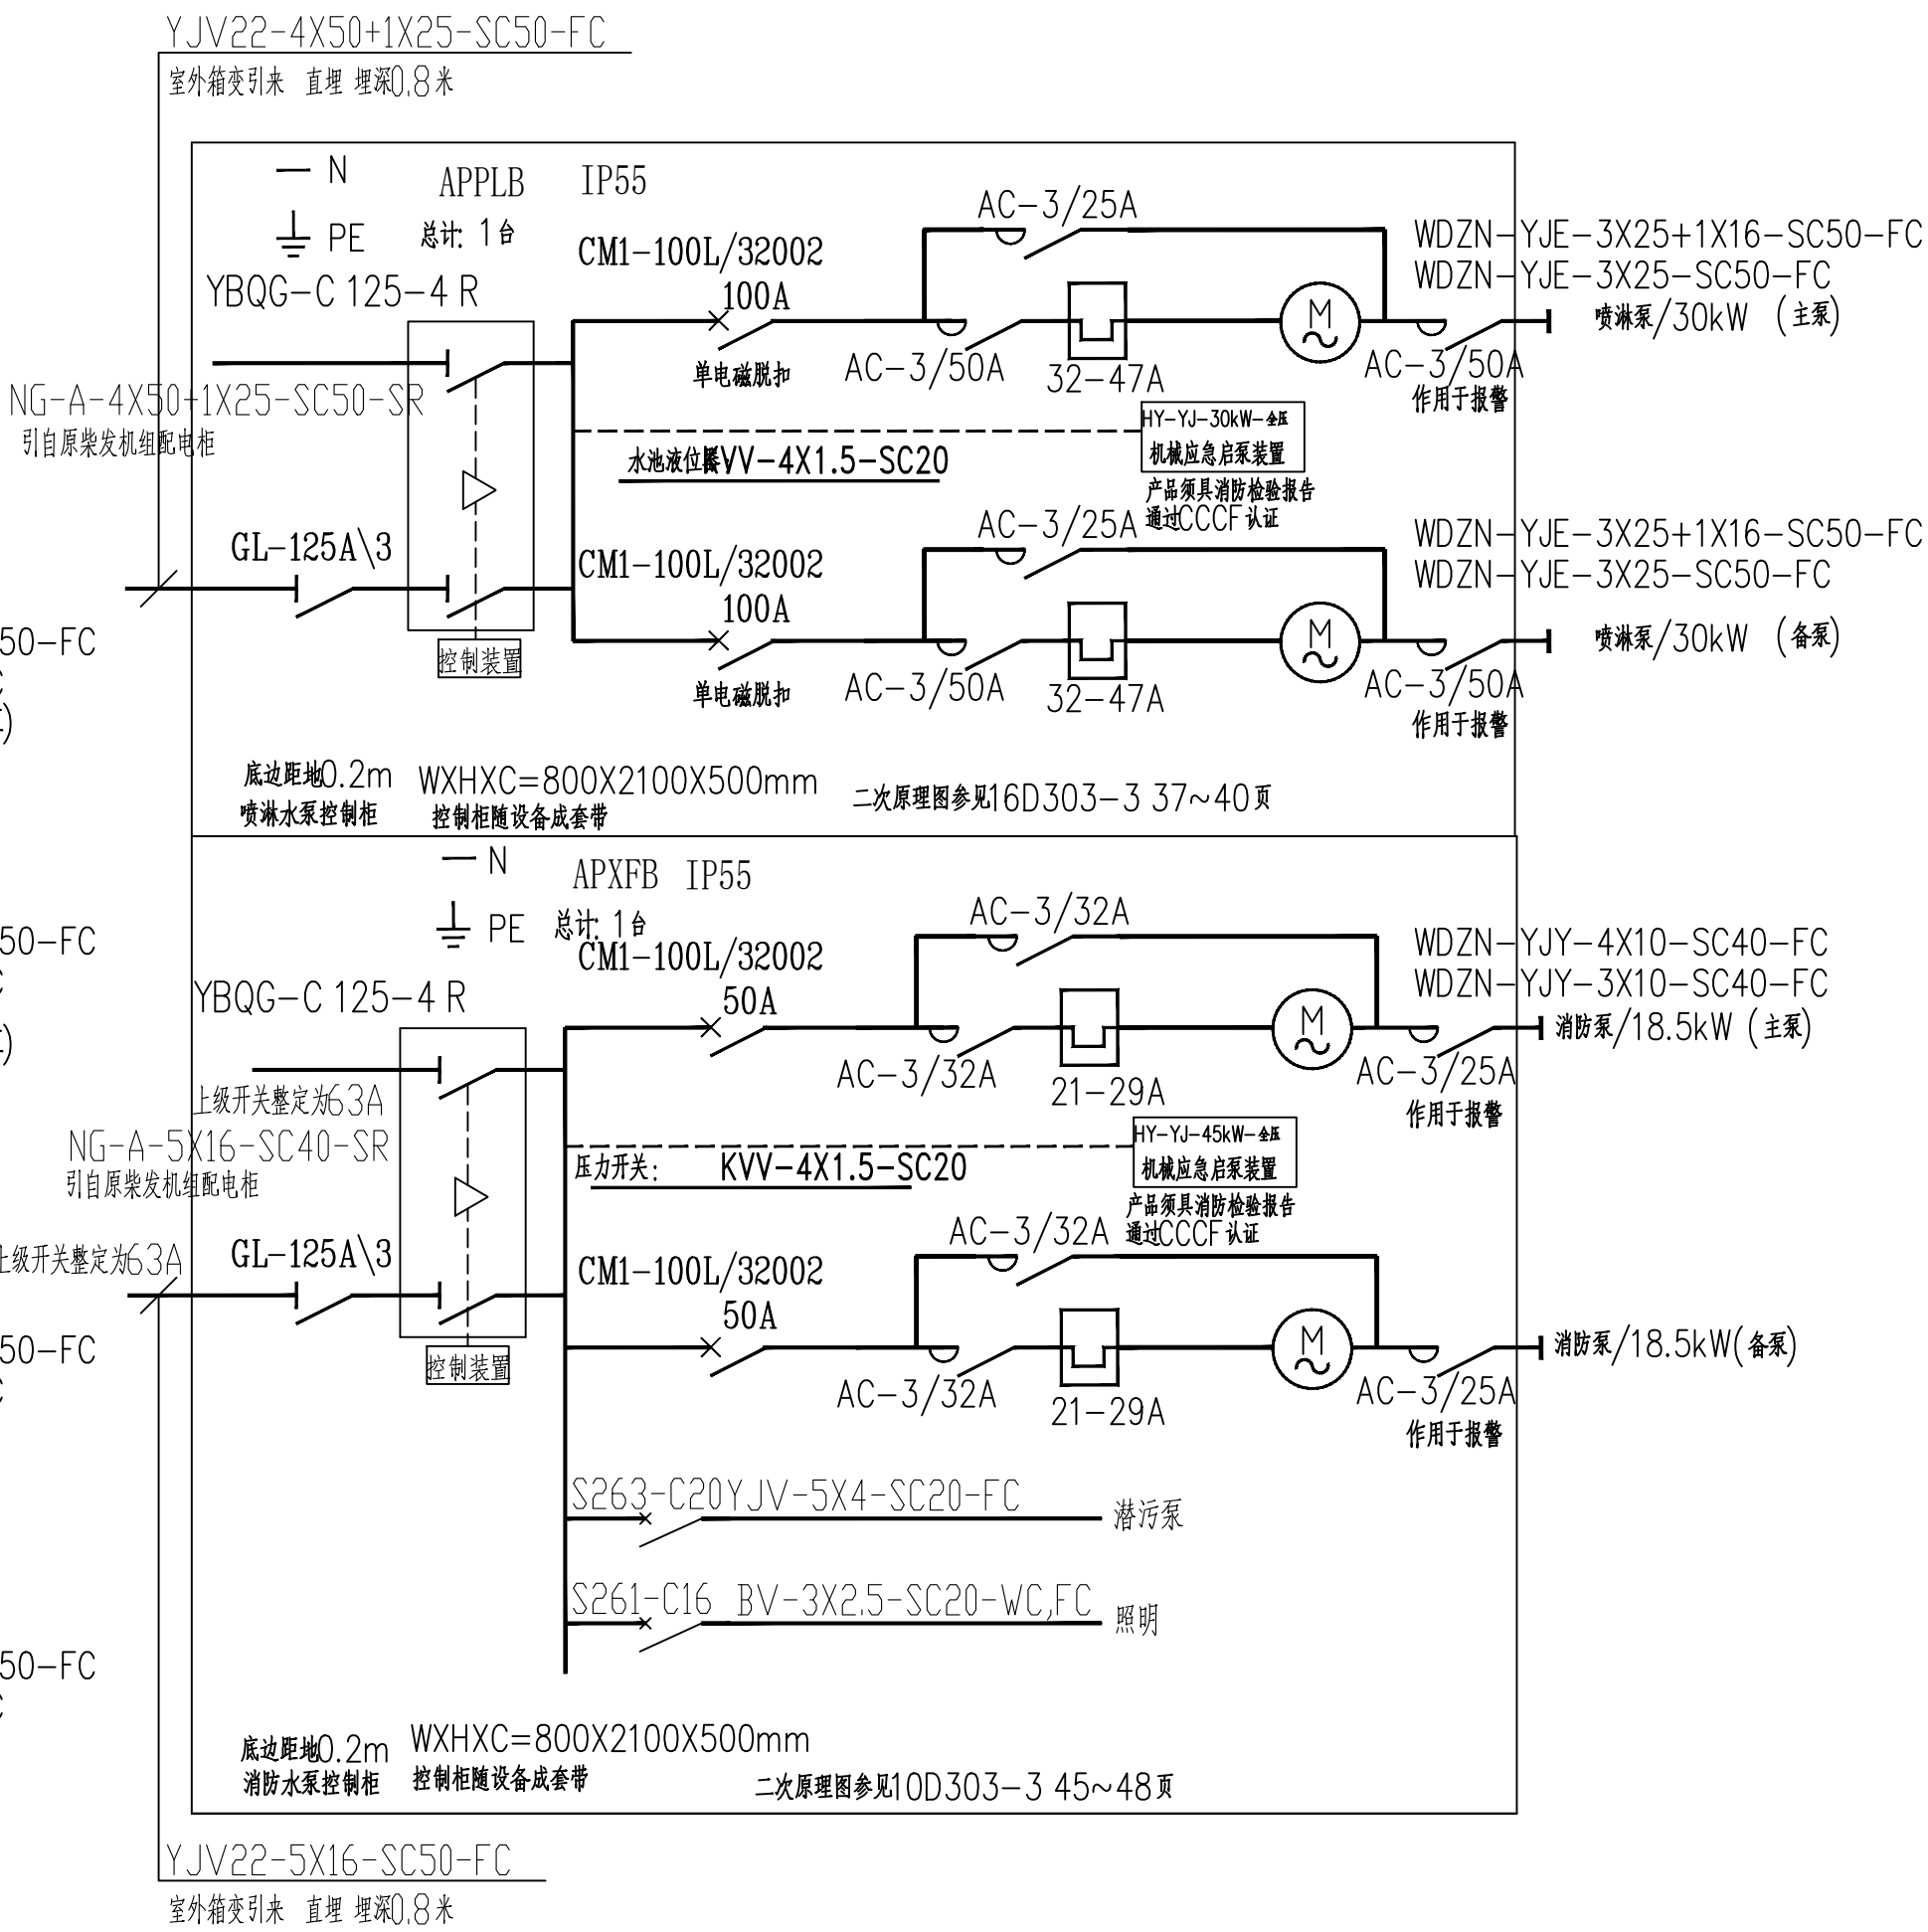 YJV22-4X50+1X25-SC50-FC
室外箱变引来 直埋 埋深0.8米
N
PE
APPLB IP55
总计: 1台
YBQG-C 125-4 R
NG-A-4X50+1X25-SC50-SR
引自原柴发机组配电柜
GL-125A\3
控制装置
CM1-100L/32002
100A
单电磁脱扣
AC-3/25A
AC-3/50A
32-47A
M
AC-3/50A
作用于报警
WDZN-YJE-3X25+1X16-SC50-FC
WDZN-YJE-3X25-SC50-FC
喷淋泵/30kW (主泵)
水池液位器:KVV-4X1.5-SC20
HY-YJ-30kW-全压
机械应急启泵装置
产品须具消防检验报告
通过CCCF认证
CM1-100L/32002
100A
单电磁脱扣
AC-3/25A
AC-3/50A
32-47A
M
AC-3/50A
作用于报警
WDZN-YJE-3X25+1X16-SC50-FC
WDZN-YJE-3X25-SC50-FC
喷淋泵/30kW (备泵)
底边距地0.2m WXHXC=800X2100X500mm
喷淋水泵控制柜 控制柜随设备成套带
二次原理图参见16D303-3 37~40页
50-FC
50-FC
50-FC
50-FC
N
PE
APXFB IP55
总计: 1台
YBQG-C 125-4 R
上级开关整定为63A
NG-A-5X16-SC40-SR
引自原柴发机组配电柜
上级开关整定为63A
GL-125A\3
控制装置
CM1-100L/32002
50A
AC-3/32A
AC-3/32A
21-29A
M
AC-3/25A
作用于报警
WDZN-YJY-4X10-SC40-FC
WDZN-YJY-3X10-SC40-FC
消防泵/18.5kW (主泵)
压力开关: KVV-4X1.5-SC20
HY-YJ-45kW-全压
机械应急启泵装置
产品须具消防检验报告
通过CCCF认证
CM1-100L/32002
50A
AC-3/32A
AC-3/32A
21-29A
M
AC-3/25A
作用于报警
消防泵/18.5kW(备泵)
S263-C20 YJV-5X4-SC20-FC 潜污泵
S261-C16 BV-3X2.5-SC20-WC,FC 照明
底边距地0.2m WXHXC=800X2100X500mm
消防水泵控制柜 控制柜随设备成套带
二次原理图参见10D303-3 45~48页
YJV22-5X16-SC50-FC
室外箱变引来 直埋 埋深0.8米